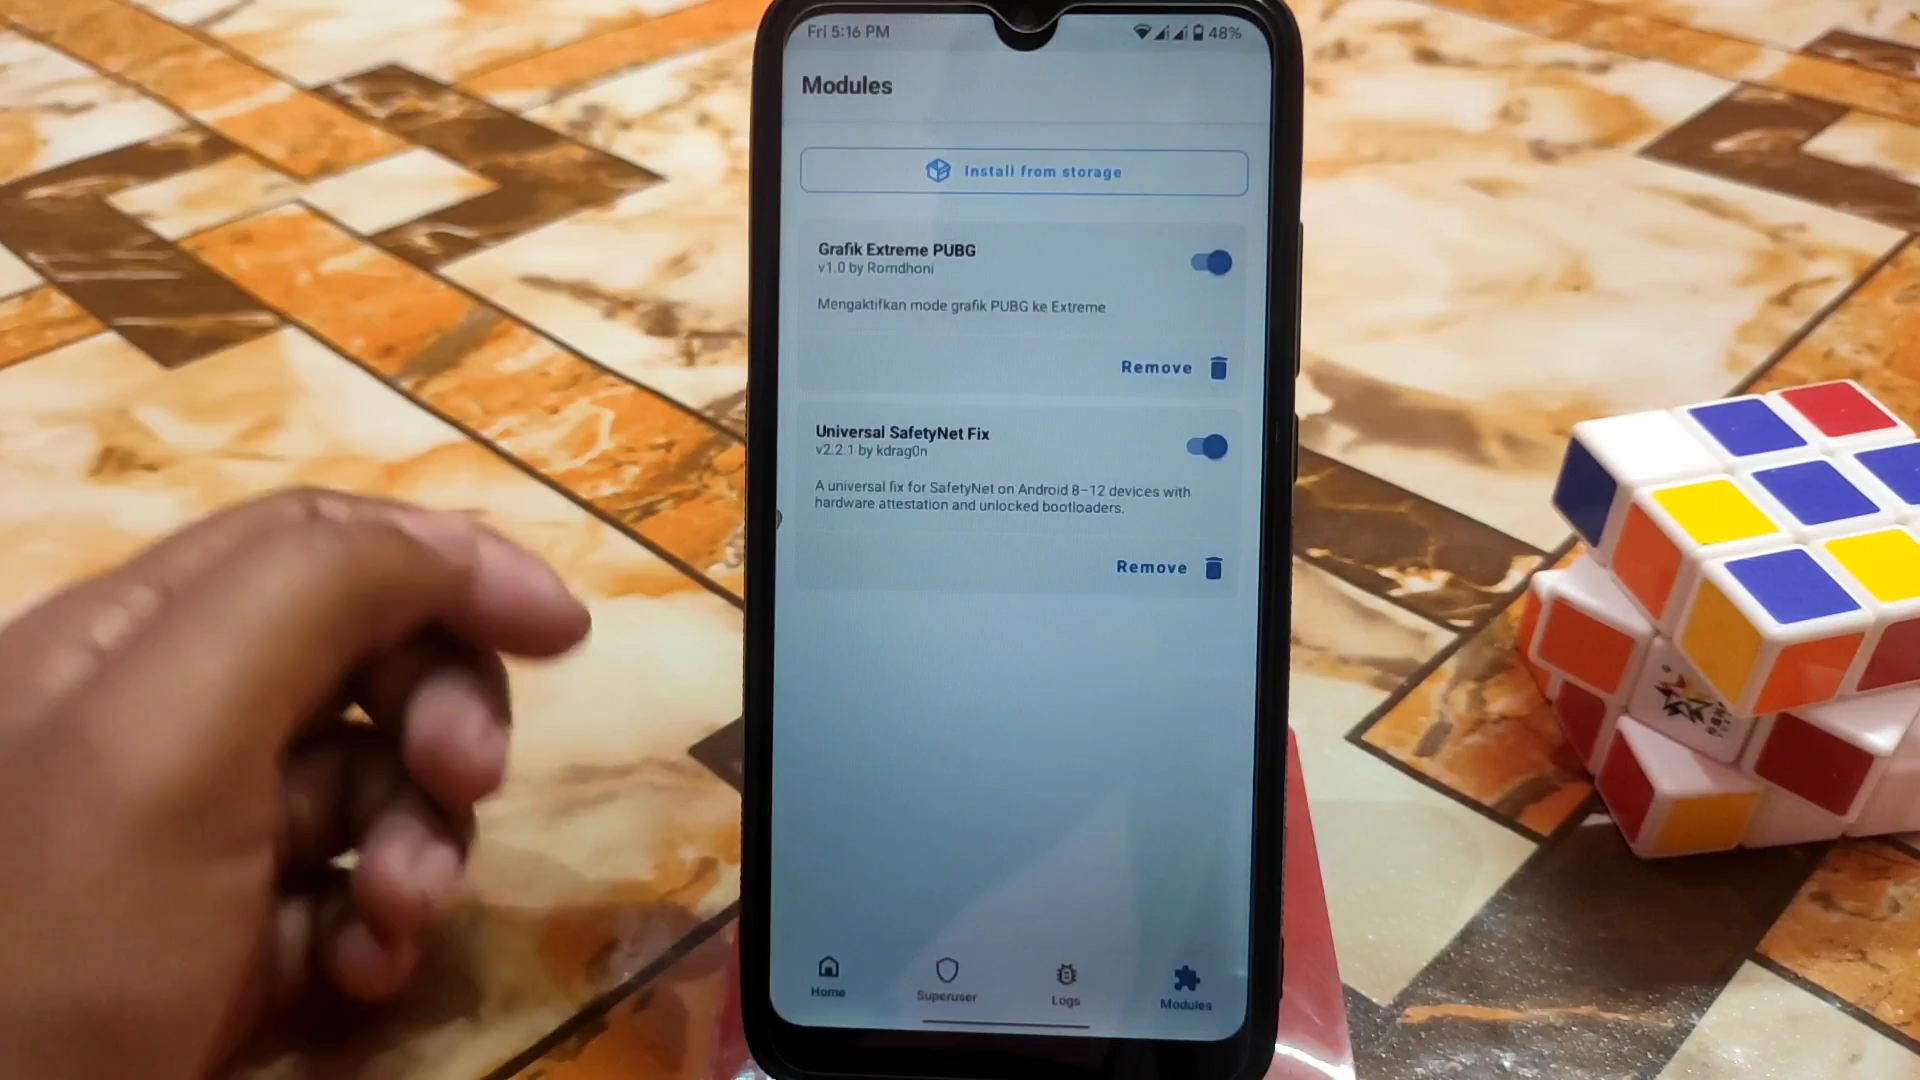 Fri 5:16 PM
48%
Modules
Install from storage
Grafik Extreme PUBG
v1.0 by Romdhoni
Mengaktifkan mode grafik PUBG ke Extreme
Remove
Universal SafetyNet Fix
v2.2.1 by kdrag0n
A universal fix for SafetyNet on Android 8–12 devices with
hardware attestation and unlocked bootloaders.
Remove
Home
Superuser
Logs
Modules